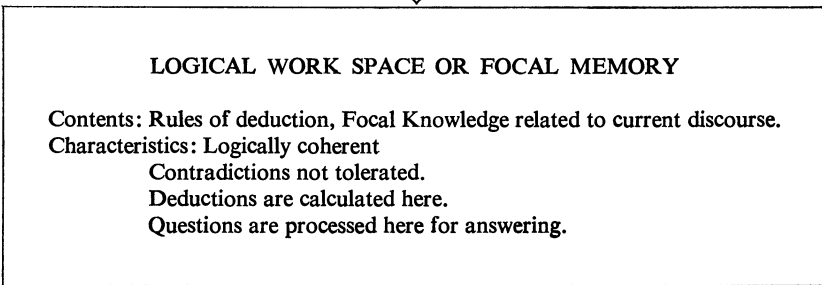 LOGICAL WORK SPACE OR FOCAL MEMORY
Contents: Rules of deduction, Focal Knowledge related to current discourse.
Characteristics: Logically coherent
Contradictions not tolerated.
Deductions are calculated here.
Questions are processed here for answering.